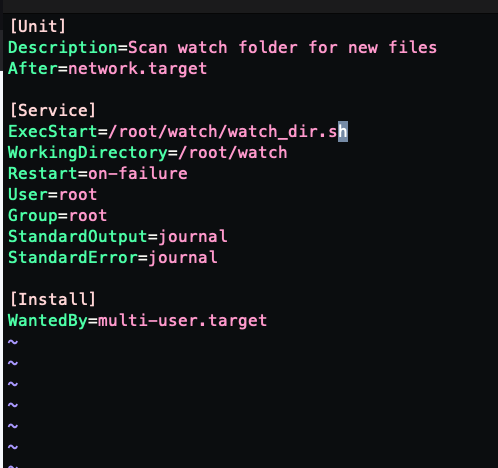 [Unit]
Description=Scan watch folder for new files
After=network.target

[Service]
ExecStart=/root/watch/watch_dir.sh
WorkingDirectory=/root/watch
Restart=on-failure
User=root
Group=root
StandardOutput=journal
StandardError=journal

[Install]
WantedBy=multi-user.target
~
~
~
~
~
~
~